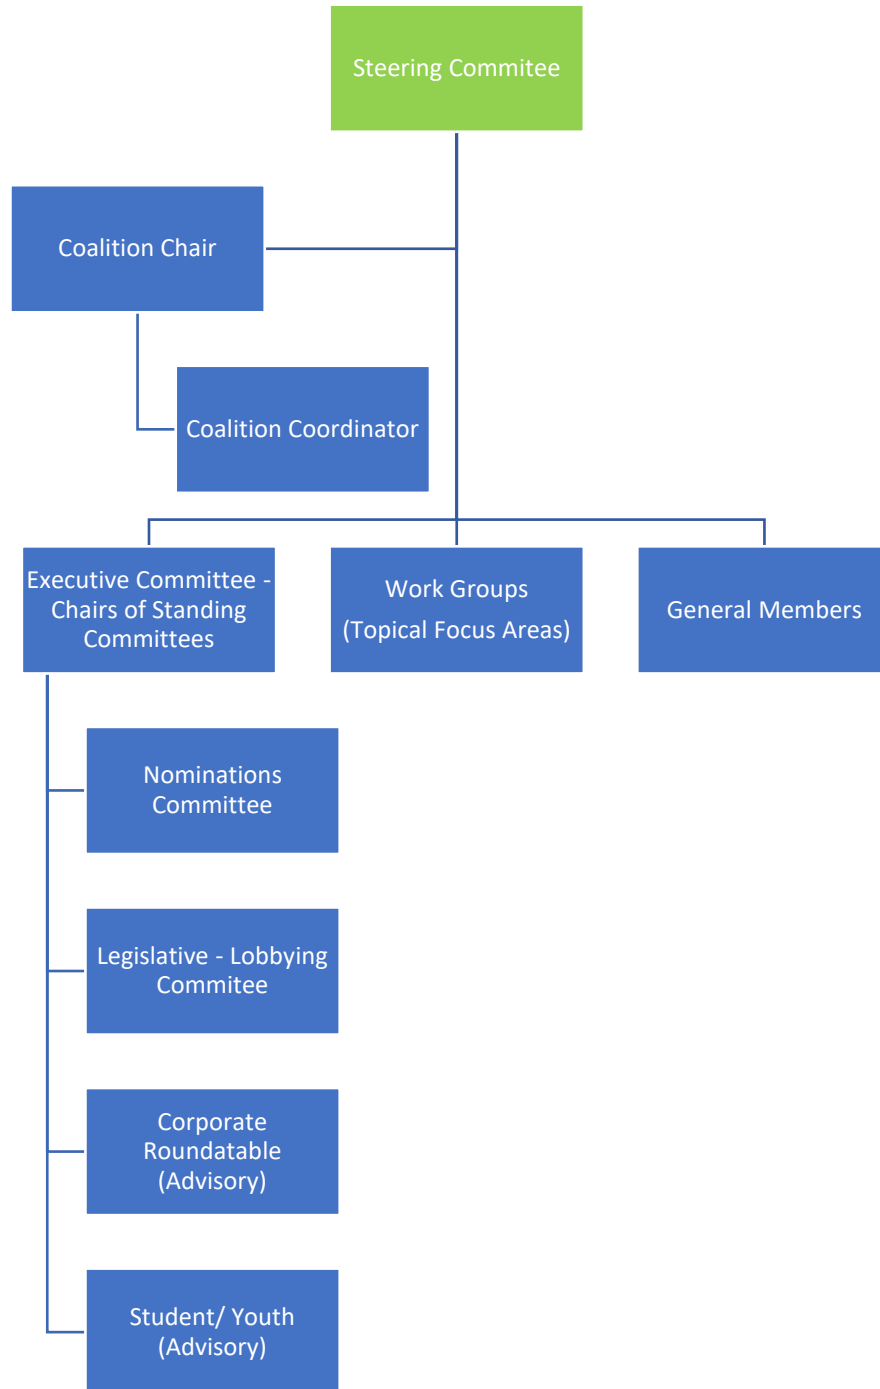 Steering Commitee
Coalition Chair
Coalition Coordinator
Executive Committee -
Chairs of Standing
Committees
Work Groups
(Topical Focus Areas)
General Members
Nominations
Committee
Legislative - Lobbying
Commitee
Corporate
Roundtable
(Advisory)
Student/ Youth
(Advisory)